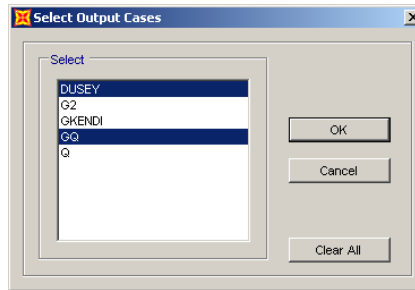 Select Output Cases
Select
DUSEY
G2
GKENDI
GQ
Q
OK
Cancel
Clear All